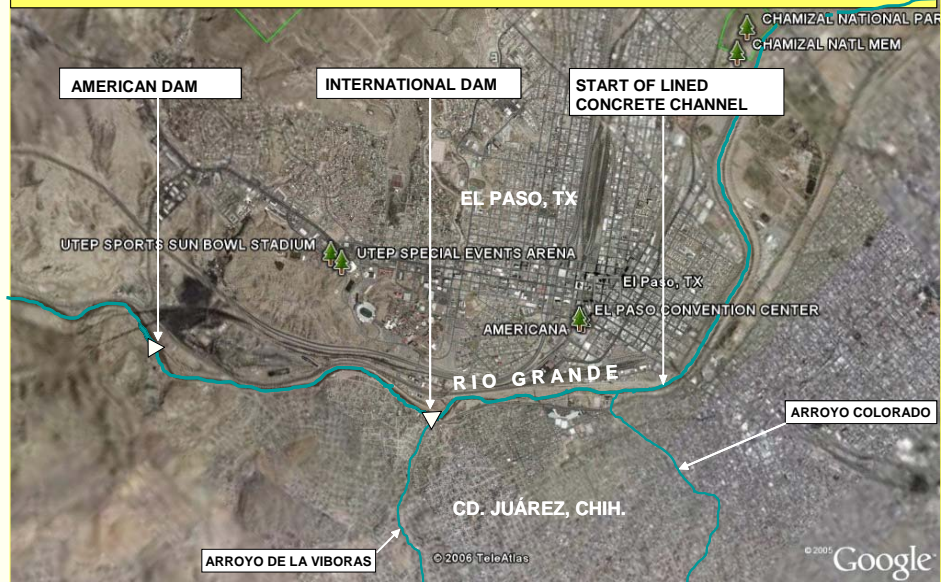 CHAMIZAL NATIONAL PAR
CHAMIZAL NATL MEM
AMERICAN DAM
INTERNATIONAL DAM
START OF LINED
CONCRETE CHANNEL
EL PASO, TX
UTEP SPORTS SUN BOWL STADIUM
UTEP SPECIAL EVENTS ARENA
El Paso, TX
EL PASO CONVENTION CENTER
AMERICANA
RIO GRANDE
ARROYO COLORADO
CD. JUÁREZ, CHIH.
ARROYO DE LA VIBORAS
© 2006 TeleAtlas
© 2005 Google